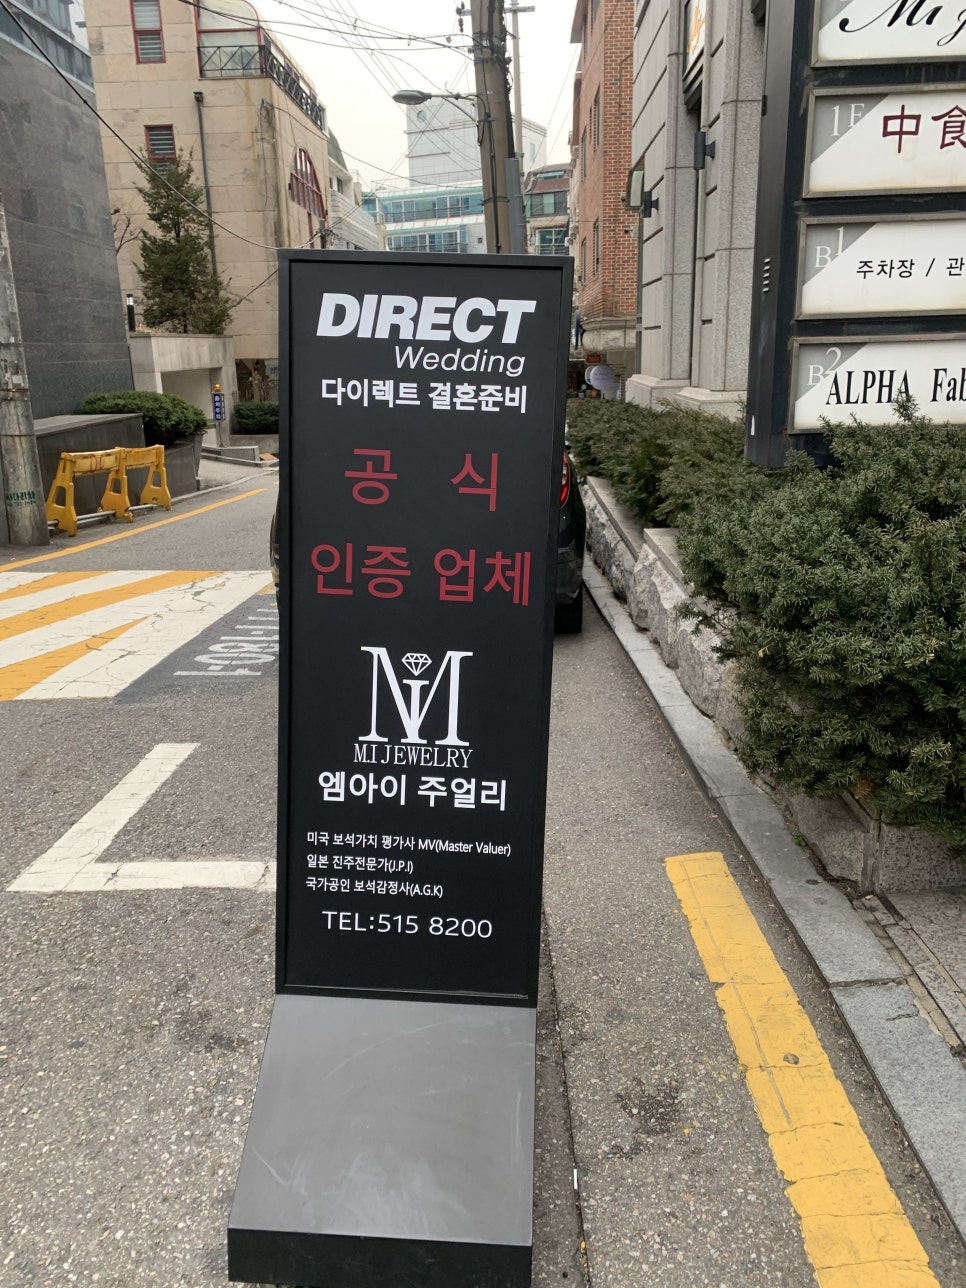 DIRECT
Wedding
다이렉트 결혼준비
공 식
인증 업체
M.I JEWELRY
엠아이 주얼리
미국 보석가치 평가사 MV(Master Valuer)
일본 진주전문가(J.P.I)
국가공인 보석감정사(A.G.K)
TEL:515 8200
1F
中食
B1
주차장 / 관
B2
ALPHA Fab